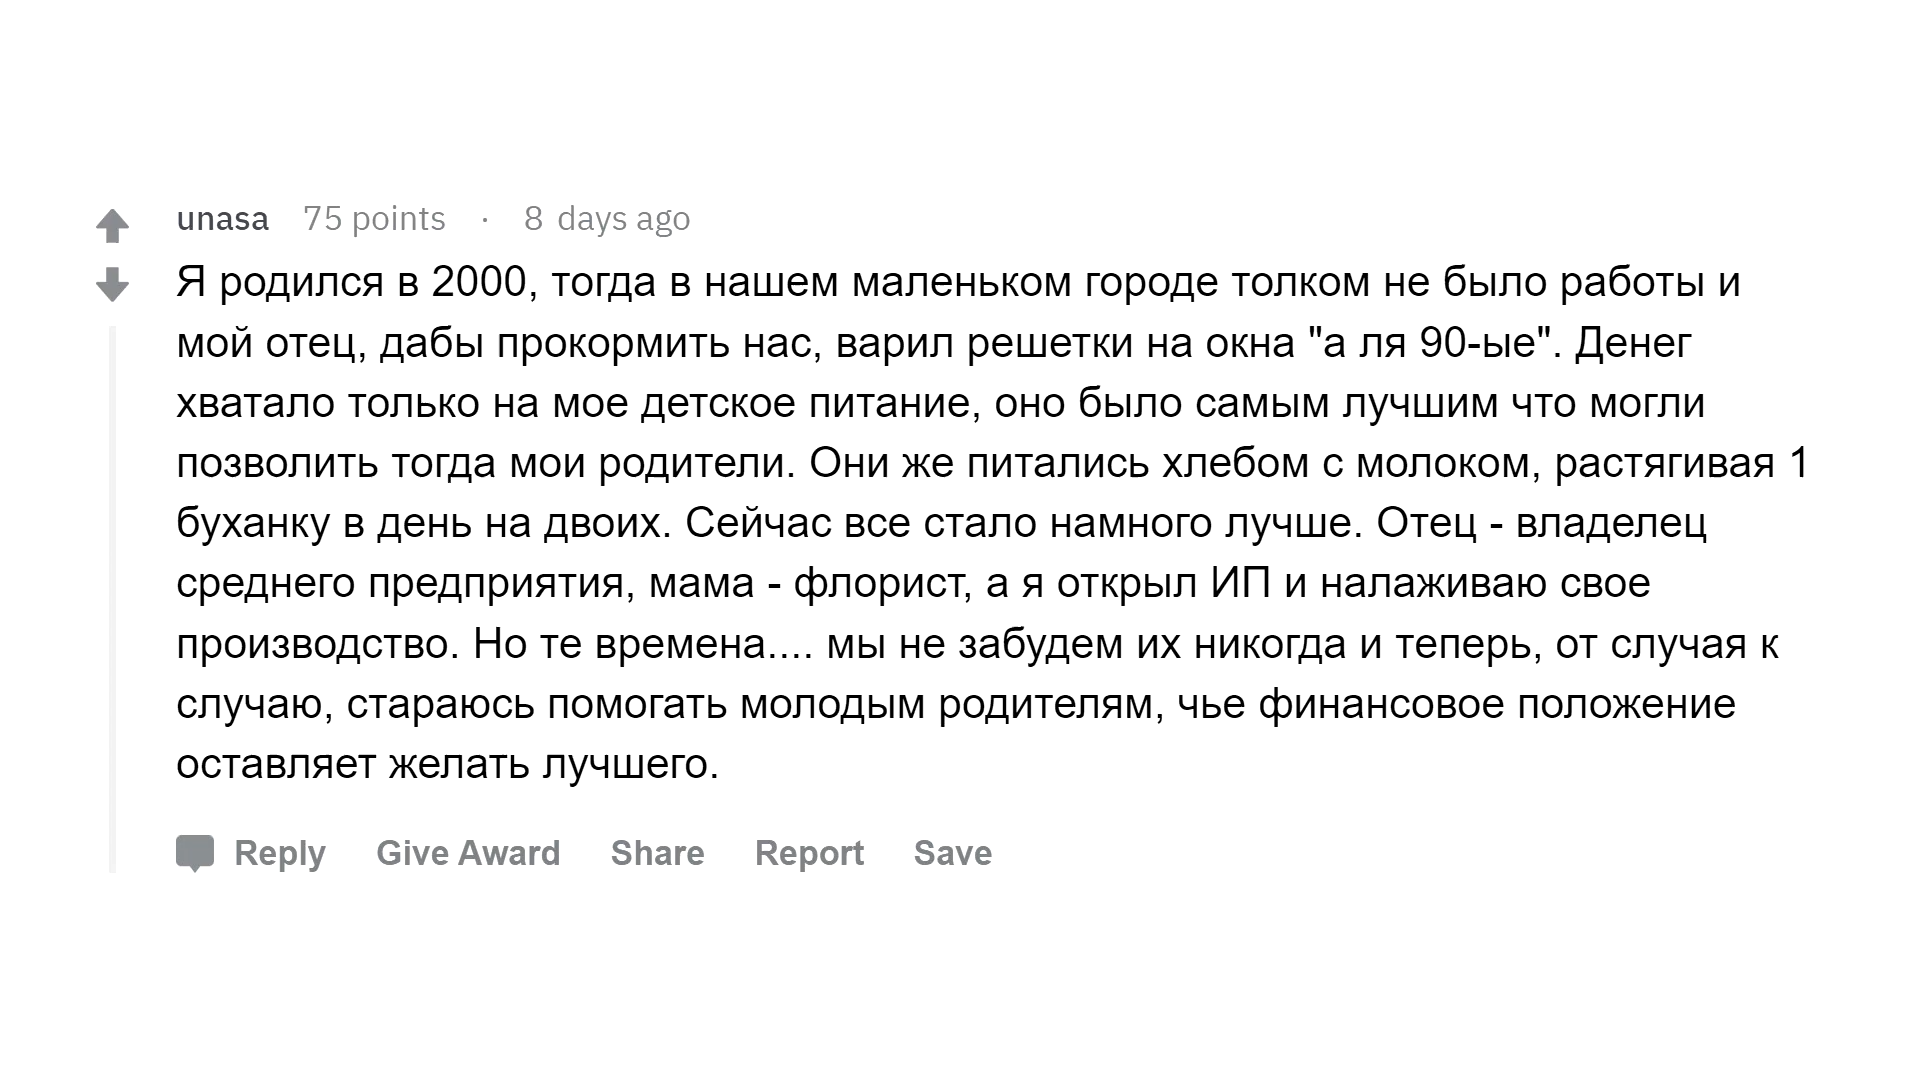 unasa 75 points · 8 days ago
Я родился в 2000, тогда в нашем маленьком городе толком не было работы и
мой отец, дабы прокормить нас, варил решетки на окна "а ля 90-ые". Денег
хватало только на мое детское питание, оно было самым лучшим что могли
позволить тогда мои родители. Они же питались хлебом с молоком, растягивая 1
буханку в день на двоих. Сейчас все стало намного лучше. Отец - владелец
среднего предприятия, мама - флорист, а я открыл ИП и налаживаю свое
производство. Но те времена.... мы не забудем их никогда и теперь, от случая к
случаю, стараюсь помогать молодым родителям, чье финансовое положение
оставляет желать лучшего.
Reply Give Award Share Report Save